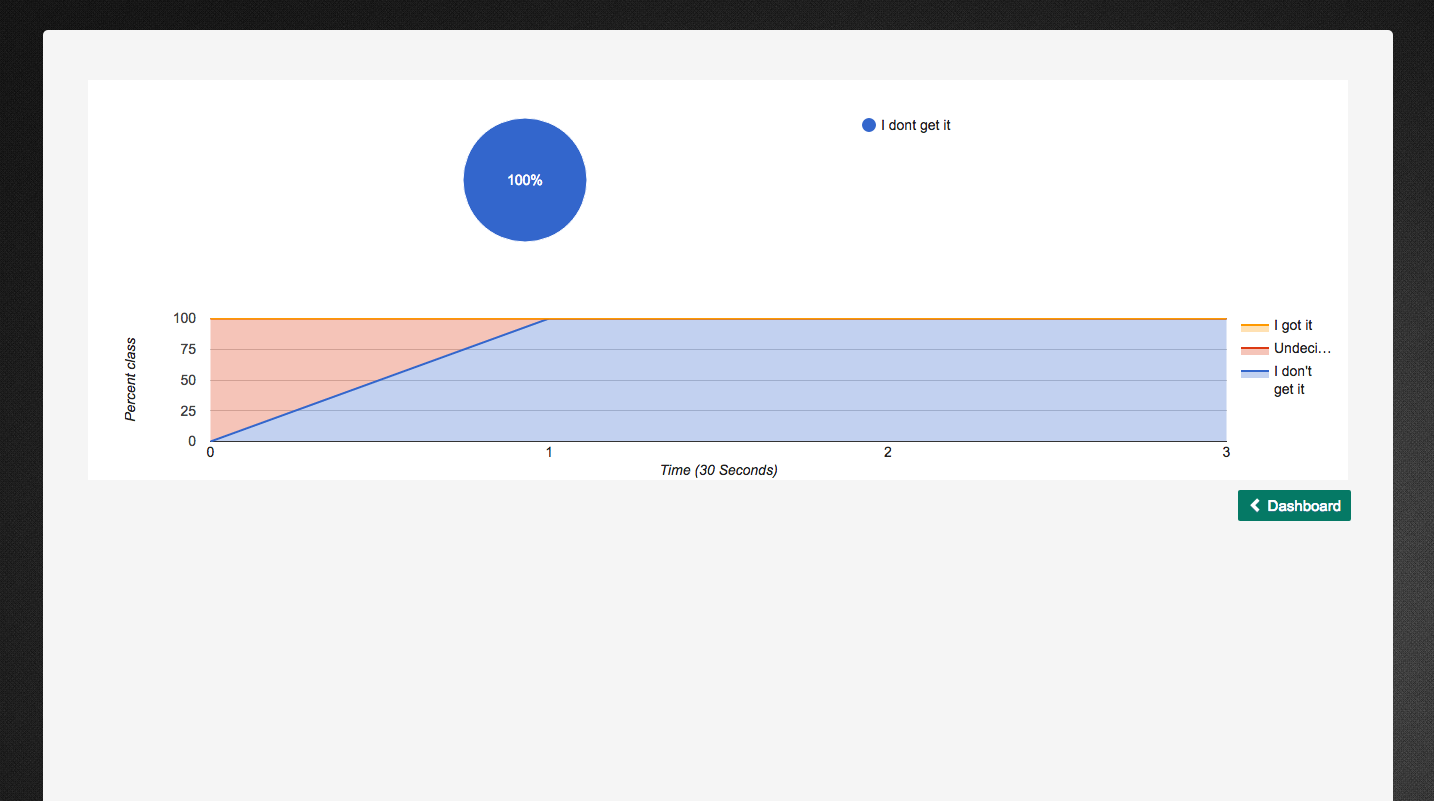 100%
I dont get it
Percent class
100
75
50
25
0
0 1 2 3
Time (30 Seconds)
I got it
Undeci…
I don't
get it
Dashboard